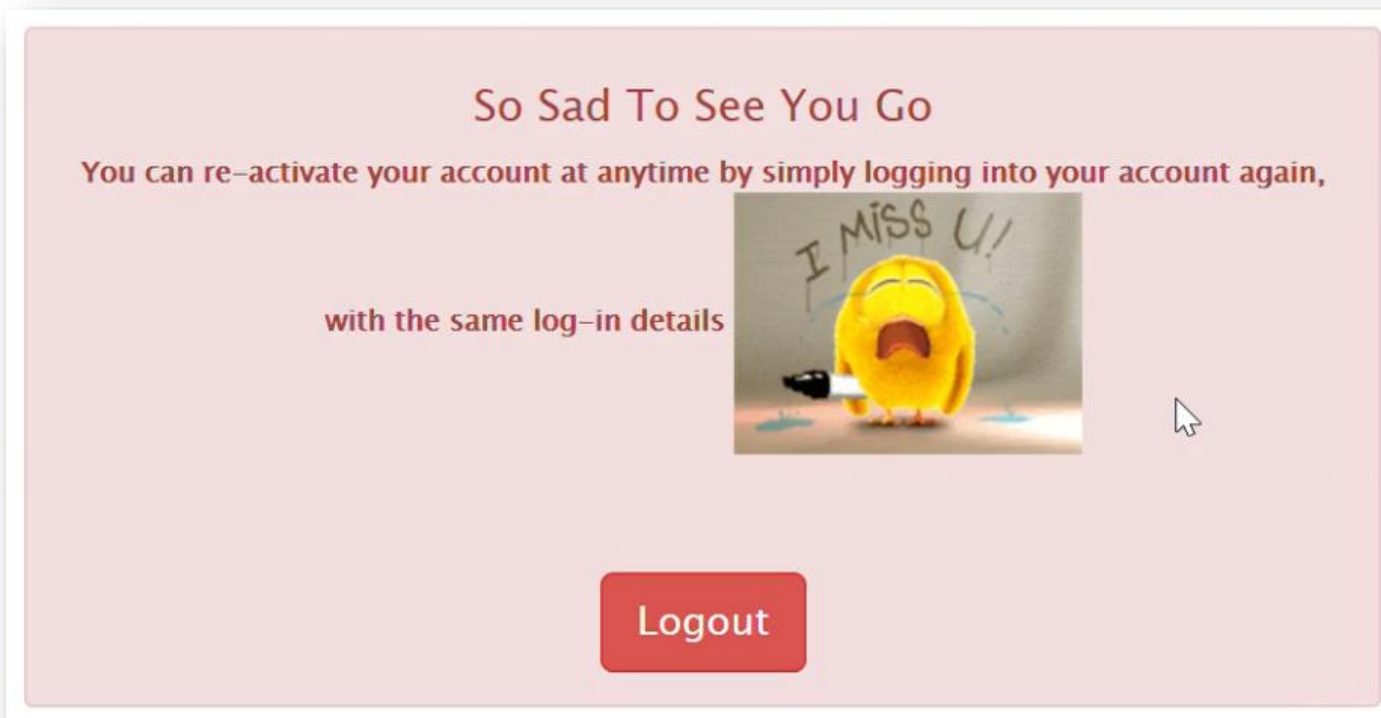 So Sad To See You Go
You can re-activate your account at anytime by simply logging into your account again,
I MISS U!
with the same log-in details
Logout